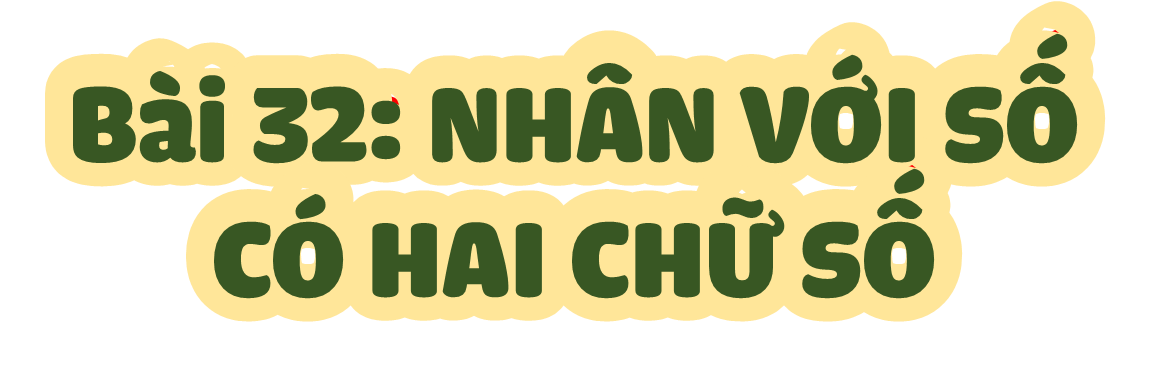 Bài 32: NHÂN VỚI SỐ
CÓ HAI CHỮ SỐ